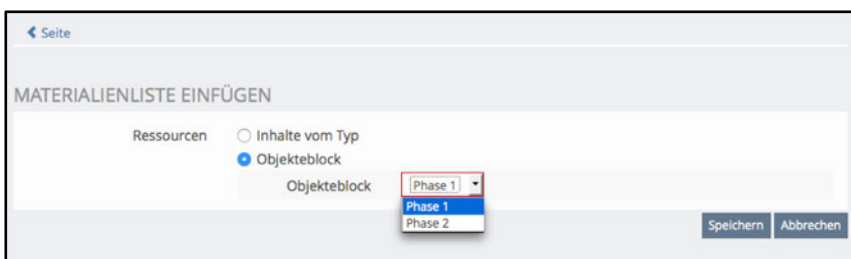 Seite
MATERIALIENLISTE EINFÜGEN
Ressourcen Inhalte vom Typ
Objekteblock
Objekteblock Phase 1
Phase 1
Phase 2
Speichern Abbrechen